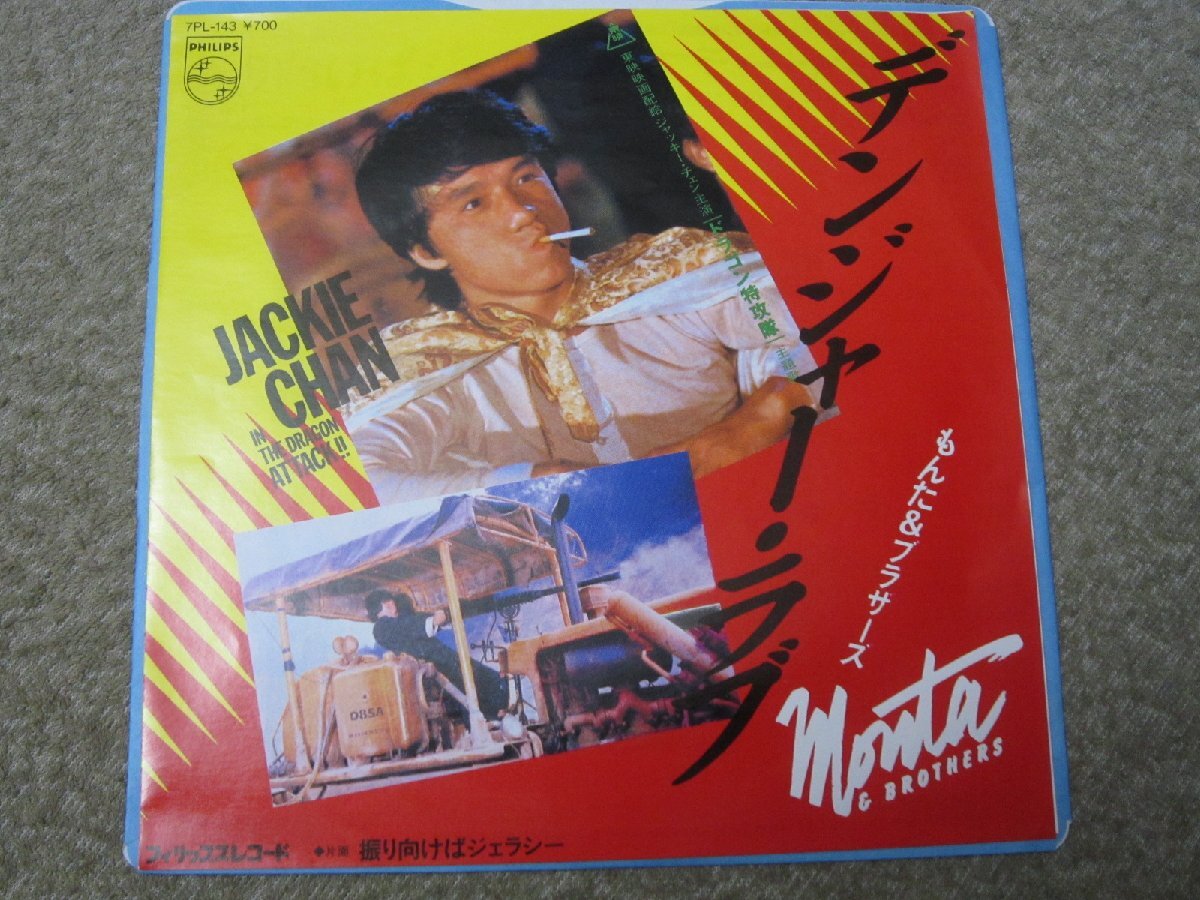 7PL-143 ¥700
PHILIPS
東映
東映映画配給 ジャッキー・チェン主演「ドラゴン特攻隊」主題歌
デンジャー・ラブ
JACKIE
CHAN
IN
THE DRAGON
ATTACK!!
もんた&ブラザーズ
Monta
& BROTHERS
DBSA
フィリップスレコード
◆片面 振り向けばジェラシー